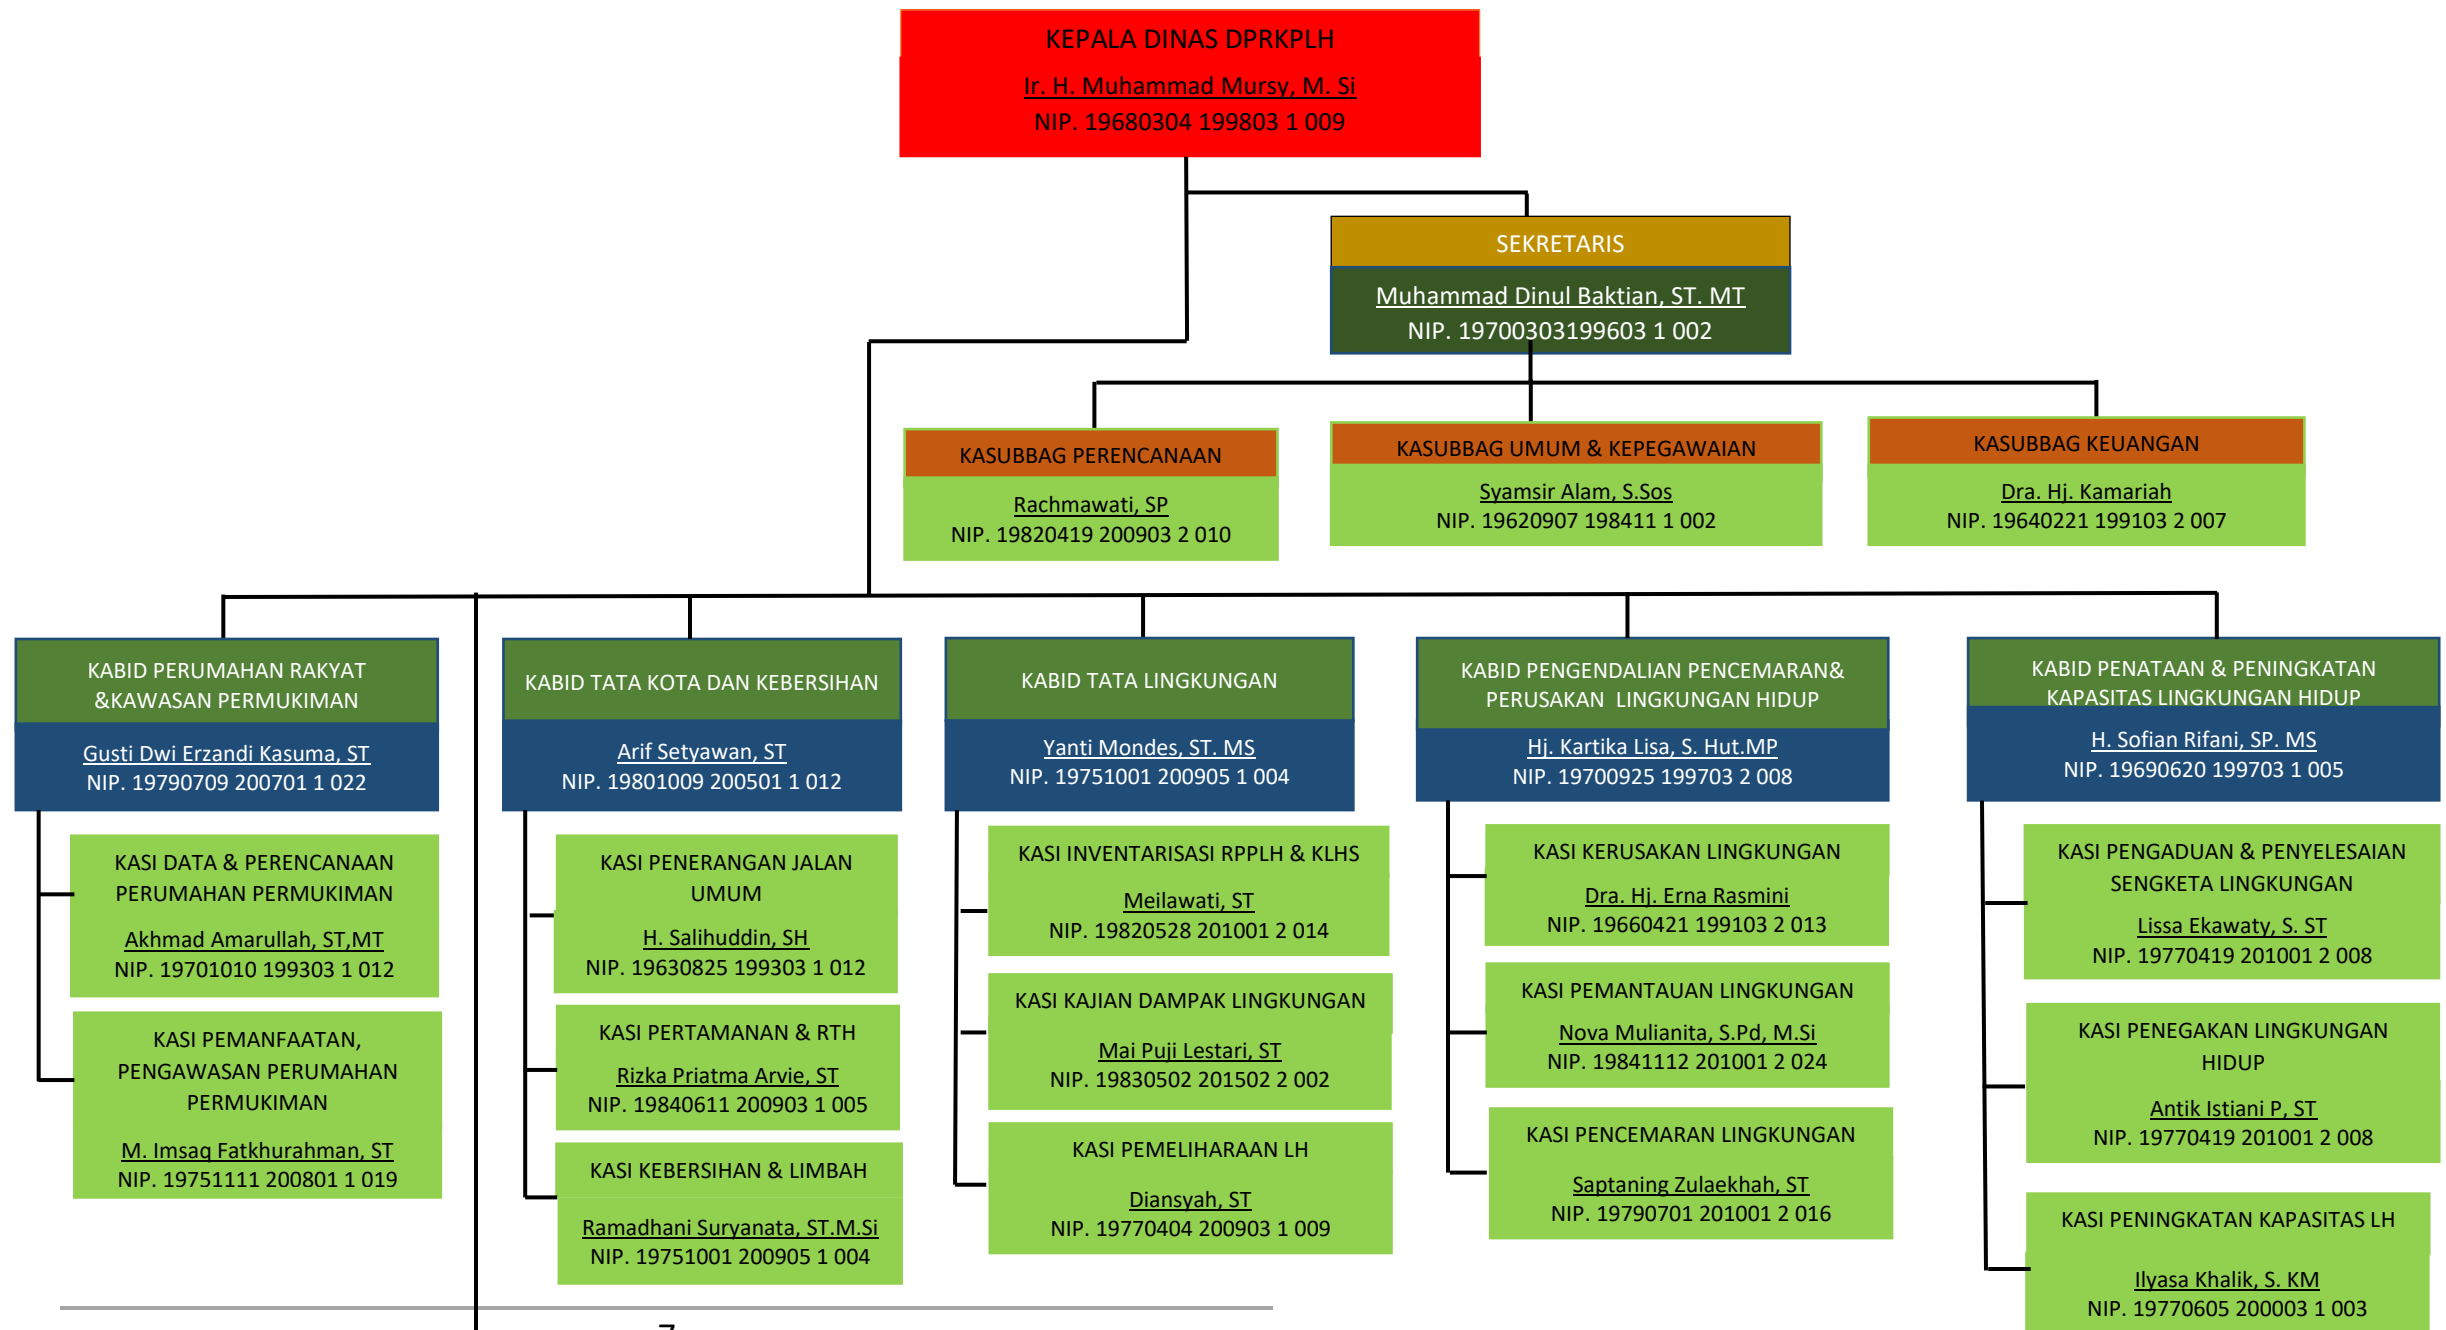 KEPALA DINAS DPRKPLH
Ir. H. Muhammad Mursy, M. Si
NIP. 19680304 199803 1 009
SEKRETARIS
Muhammad Dinul Baktian, ST. MT
NIP. 19700303199603 1 002
KASUBBAG PERENCANAAN
Rachmawati, SP
NIP. 19820419 200903 2 010
KASUBBAG UMUM & KEPEGAWAIAN
Syamsir Alam, S.Sos
NIP. 19620907 198411 1 002
KASUBBAG KEUANGAN
Dra. Hj. Kamariah
NIP. 19640221 199103 2 007
KABID PERUMAHAN RAKYAT
&KAWASAN PERMUKIMAN
Gusti Dwi Erzandi Kasuma, ST
NIP. 19790709 200701 1 022
KASI DATA & PERENCANAAN
PERUMAHAN PERMUKIMAN
Akhmad Amarullah, ST,MT
NIP. 19701010 199303 1 012
KASI PEMANFAATAN,
PENGAWASAN PERUMAHAN
PERMUKIMAN
M. Imsaq Fatkhurahman, ST
NIP. 19751111 200801 1 019
KABID TATA KOTA DAN KEBERSIHAN
Arif Setyawan, ST
NIP. 19801009 200501 1 012
KASI PENERANGAN JALAN
UMUM
H. Salihuddin, SH
NIP. 19630825 199303 1 012
KASI PERTAMANAN & RTH
Rizka Priatma Arvie, ST
NIP. 19840611 200903 1 005
KASI KEBERSIHAN & LIMBAH
Ramadhani Suryanata, ST.M.Si
NIP. 19751001 200905 1 004
KABID TATA LINGKUNGAN
Yanti Mondes, ST. MS
NIP. 19751001 200905 1 004
KASI INVENTARISASI RPPLH & KLHS
Meilawati, ST
NIP. 19820528 201001 2 014
KASI KAJIAN DAMPAK LINGKUNGAN
Mai Puji Lestari, ST
NIP. 19830502 201502 2 002
KASI PEMELIHARAAN LH
Diansyah, ST
NIP. 19770404 200903 1 009
KABID PENGENDALIAN PENCEMARAN&
PERUSAKAN LINGKUNGAN HIDUP
Hj. Kartika Lisa, S. Hut.MP
NIP. 19700925 199703 2 008
KASI KERUSAKAN LINGKUNGAN
Dra. Hj. Erna Rasmini
NIP. 19660421 199103 2 013
KASI PEMANTAUAN LINGKUNGAN
Nova Mulianita, S.Pd, M.Si
NIP. 19841112 201001 2 024
KASI PENCEMARAN LINGKUNGAN
Saptaning Zulaekhah, ST
NIP. 19790701 201001 2 016
KABID PENATAAN & PENINGKATAN
KAPASITAS LINGKUNGAN HIDUP
H. Sofian Rifani, SP. MS
NIP. 19690620 199703 1 005
KASI PENGADUAN & PENYELESAIAN
SENGKETA LINGKUNGAN
Lissa Ekawaty, S. ST
NIP. 19770419 201001 2 008
KASI PENEGAKAN LINGKUNGAN
HIDUP
Antik Istiani P, ST
NIP. 19770419 201001 2 008
KASI PENINGKATAN KAPASITAS LH
Ilyasa Khalik, S. KM
NIP. 19770605 200003 1 003